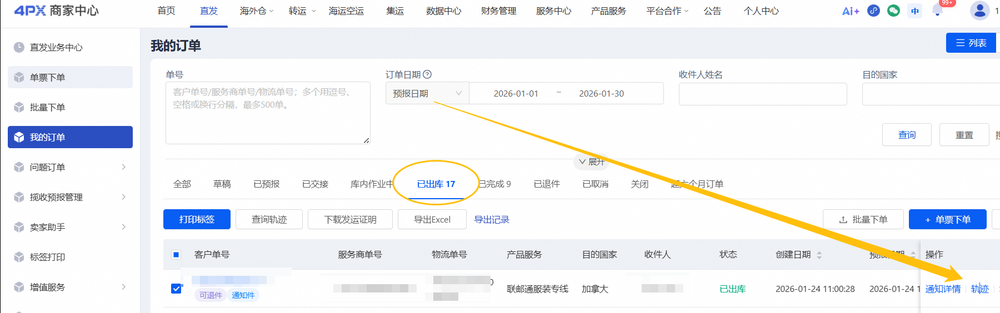 4PX 商家中心
首页 直发 海外仓 转运 海运空运 集运 数据中心 财务管理 服务中心 产品服务 平台合作 公告 个人中心 Ai+ 中 99+ 1
直发业务中心
单票下单
批量下单
我的订单
问题订单
揽收预报管理
卖家助手
标签打印
增值服务
我的订单
列表
单号
客户单号/服务商单号/物流单号；多个用逗号、
空格或换行分隔，最多500单。
订单日期
预报日期 2026-01-01 ~ 2026-01-30
收件人姓名
目的国家
查询 重置
展开
全部 草稿 已预报 已交接 库内作业中 已出库 17 已完成 9 已退件 已取消 关闭 超六个月订单
打印标签 查询轨迹 下载发运证明 导出Excel 导出记录 批量下单 + 单票下单
客户单号 服务商单号 物流单号 产品服务 目的国家 收件人 状态 创建日期 预报日期 操作
可退件 通知件
联邮通服装专线 加拿大 已出库 2026-01-24 11:00:28 2026-01-24 1 通知详情 轨迹